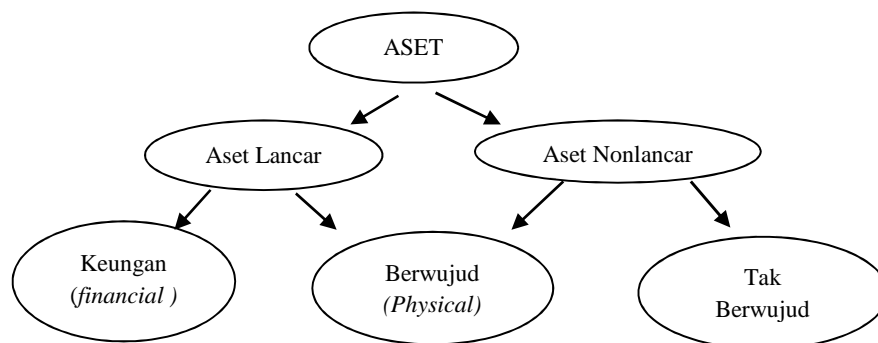 ASET
Aset Lancar
Aset Nonlancar
Keungan
(financial )
Berwujud
(Physical)
Tak
Berwujud